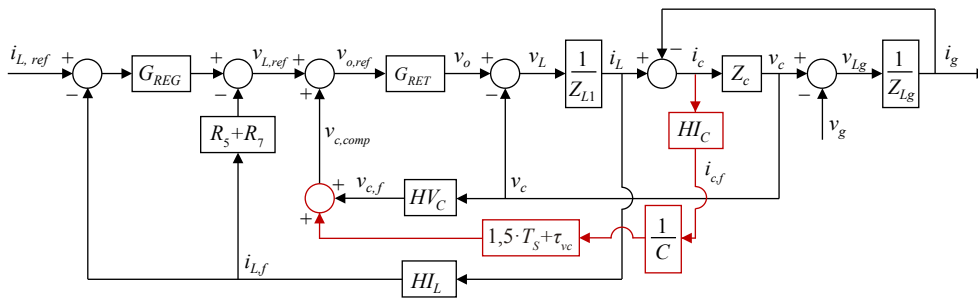 i_{L, ref} + − G_{REG} + − v_{L,ref} + + v_{o,ref} G_{RET} v_o + − v_L 1/Z_{L1} i_L + − i_c Z_c v_c + − v_{Lg} 1/Z_{Lg} i_g
R_5+R_7 v_{c,comp} HI_C v_g
i_{c,f}
+ + v_{c,f} HV_C v_c
1,5·T_S+τ_{vc} 1/C
i_{L,f} HI_L